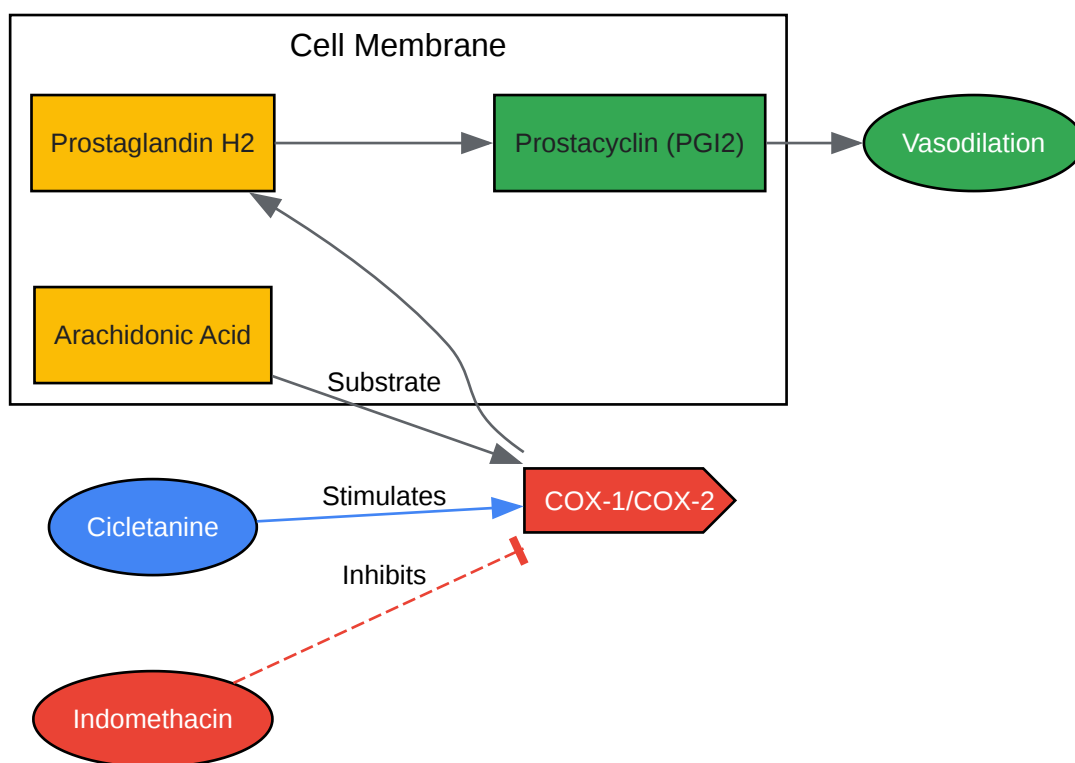 Cell Membrane
Prostaglandin H2
Prostacyclin (PGI2)
Vasodilation
Arachidonic Acid
Substrate
Stimulates
COX-1/COX-2
Cicletanine
Inhibits
Indomethacin